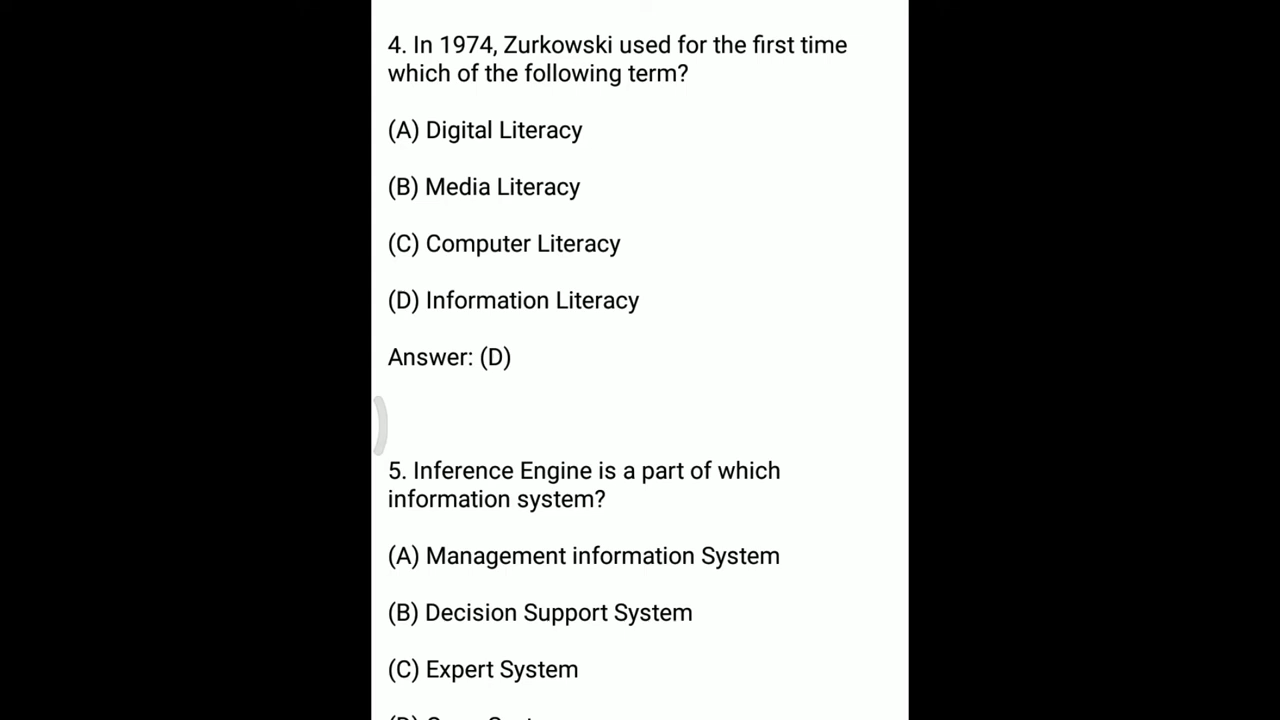 4. In 1974, Zurkowski used for the first time
which of the following term?
(A) Digital Literacy
(B) Media Literacy
(C) Computer Literacy
(D) Information Literacy
Answer: (D)
5. Inference Engine is a part of which
information system?
(A) Management information System
(B) Decision Support System
(C) Expert System